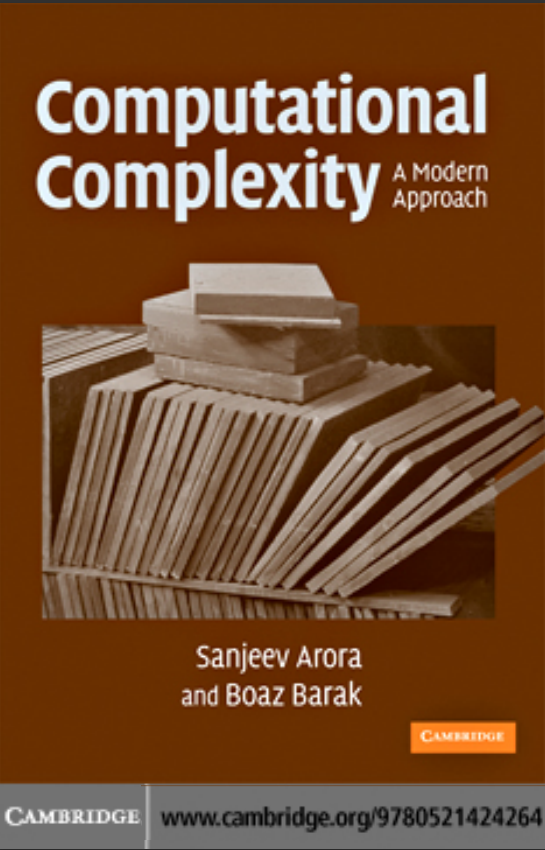 Computational
Complexity
A Modern
Approach
Sanjeev Arora
and Boaz Barak
CAMBRIDGE
CAMBRIDGE
www.cambridge.org/9780521424264